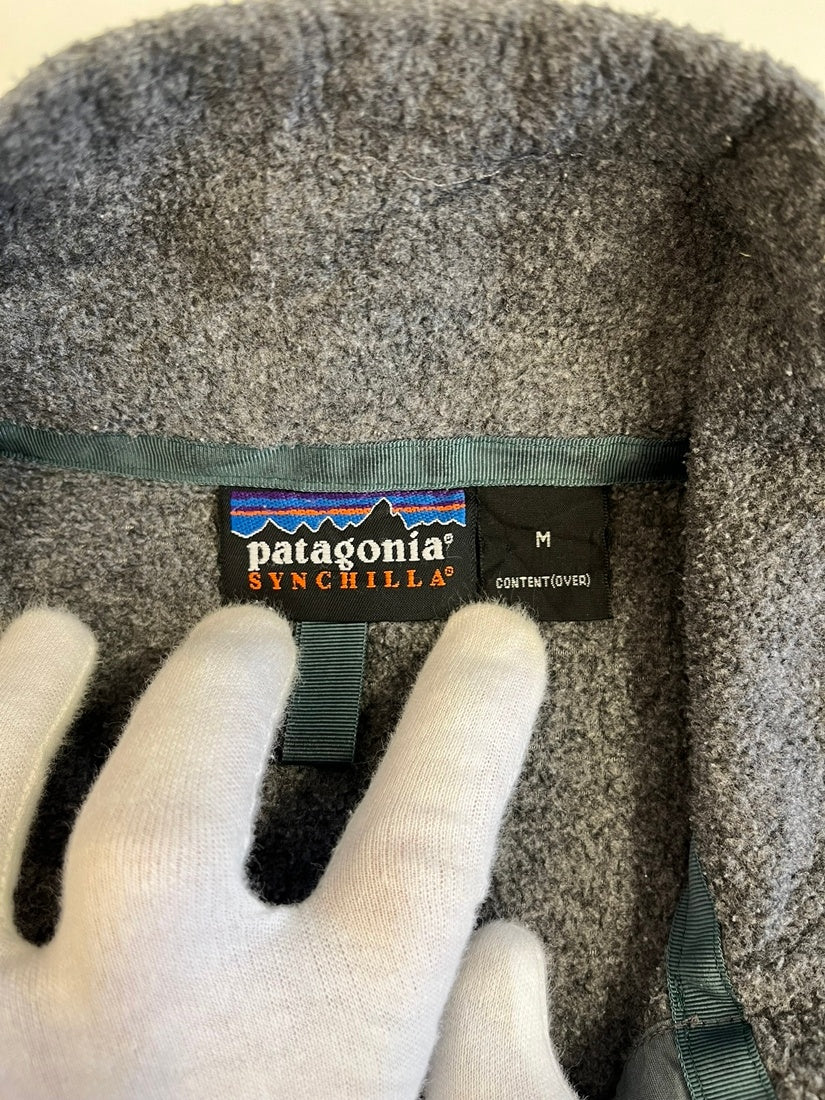 patagonia®
SYNCHILLA®
M
CONTENT(OVER)